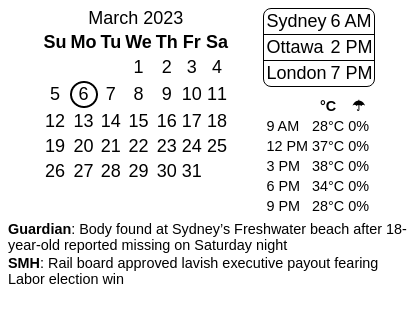 March 2023
Su Mo Tu We Th Fr Sa
1 2 3 4
5 6 7 8 9 10 11
12 13 14 15 16 17 18
19 20 21 22 23 24 25
26 27 28 29 30 31
Sydney 6 AM
Ottawa 2 PM
London 7 PM
°C ☂
9 AM 28°C 0%
12 PM 37°C 0%
3 PM 38°C 0%
6 PM 34°C 0%
9 PM 28°C 0%
Guardian: Body found at Sydney’s Freshwater beach after 18-
year-old reported missing on Saturday night
SMH: Rail board approved lavish executive payout fearing
Labor election win